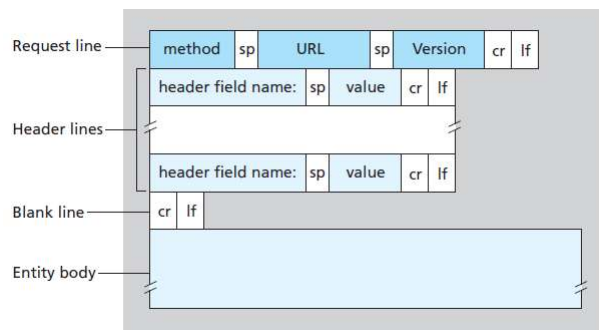 Request line method sp URL sp Version cr lf
header field name: sp value cr lf
Header lines
header field name: sp value cr lf
Blank line cr lf
Entity body